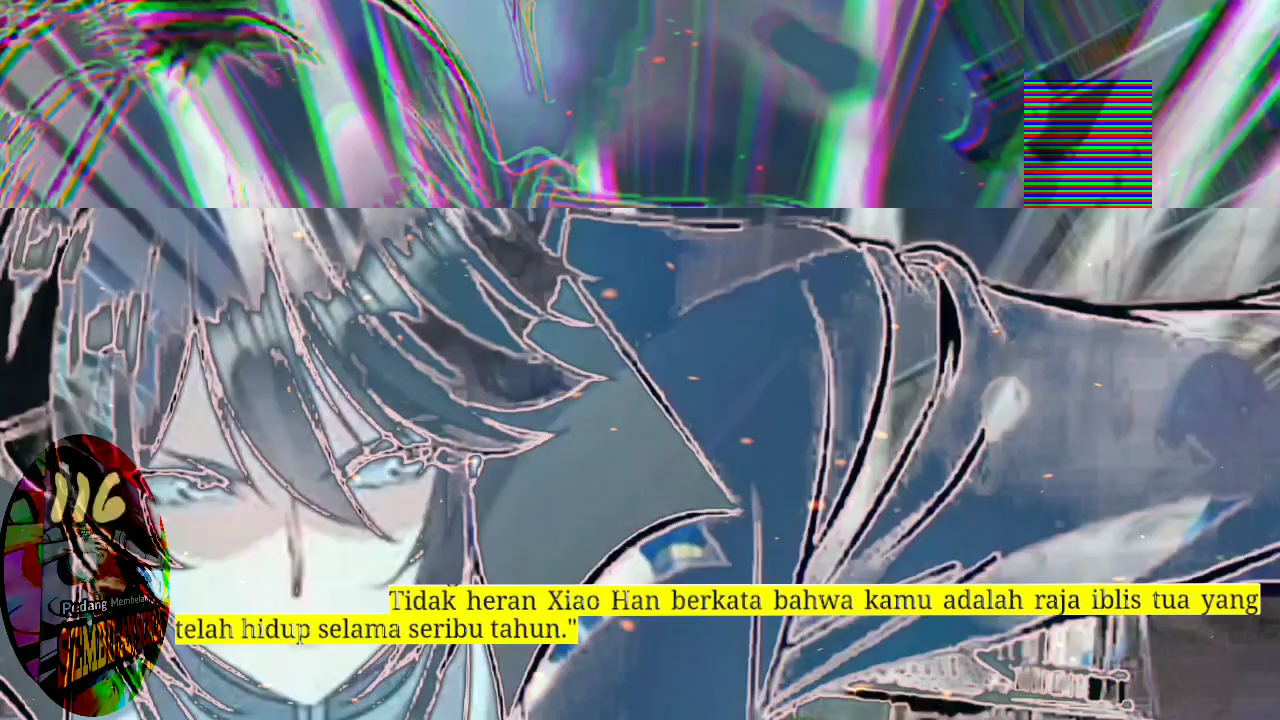 116
Pedang Membelah
Tidak heran Xiao Han berkata bahwa kamu adalah raja iblis tua yang
telah hidup selama seribu tahun."